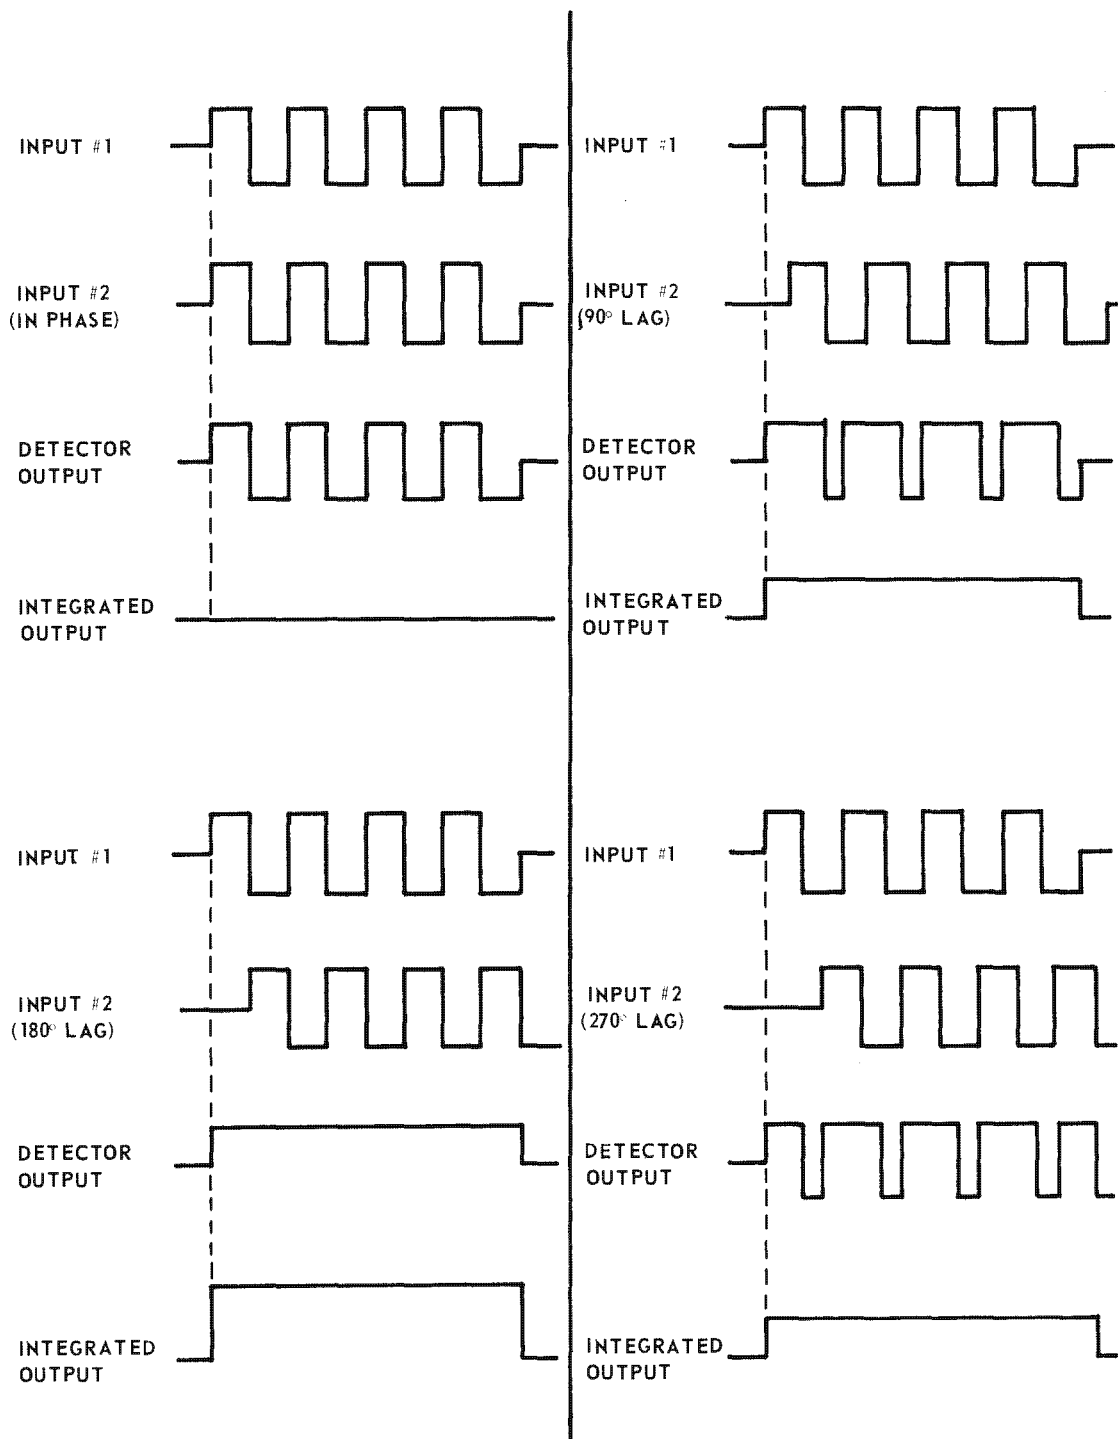 INPUT #1
INPUT #2
(IN PHASE)
DETECTOR
OUTPUT
INTEGRATED
OUTPUT
INPUT #1
INPUT #2
(90° LAG)
DETECTOR
OUTPUT
INTEGRATED
OUTPUT
INPUT #1
INPUT #2
(180° LAG)
DETECTOR
OUTPUT
INTEGRATED
OUTPUT
INPUT #1
INPUT #2
(270° LAG)
DETECTOR
OUTPUT
INTEGRATED
OUTPUT